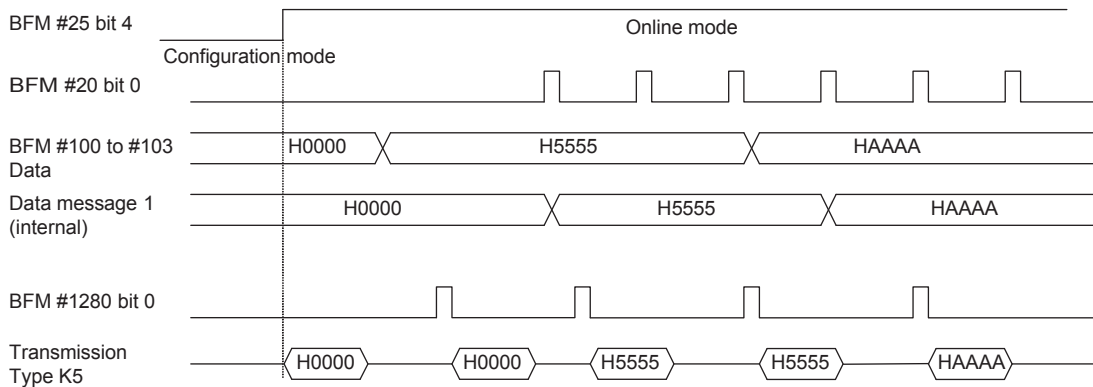 BFM #25 bit 4
Online mode
Configuration mode
BFM #20 bit 0
BFM #100 to #103
Data
H0000
H5555
HAAAA
Data message 1
(internal)
H0000
H5555
HAAAA
BFM #1280 bit 0
Transmission
Type K5
H0000
H0000
H5555
H5555
HAAAA